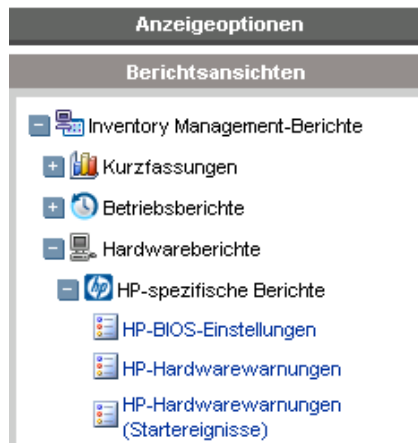 Anzeigeoptionen
Berichtsansichten
Inventory Management-Berichte
Kurzfassungen
Betriebsberichte
Hardwareberichte
hp HP-spezifische Berichte
HP-BIOS-Einstellungen
HP-Hardwarewarnungen
HP-Hardwarewarnungen
(Startereignisse)